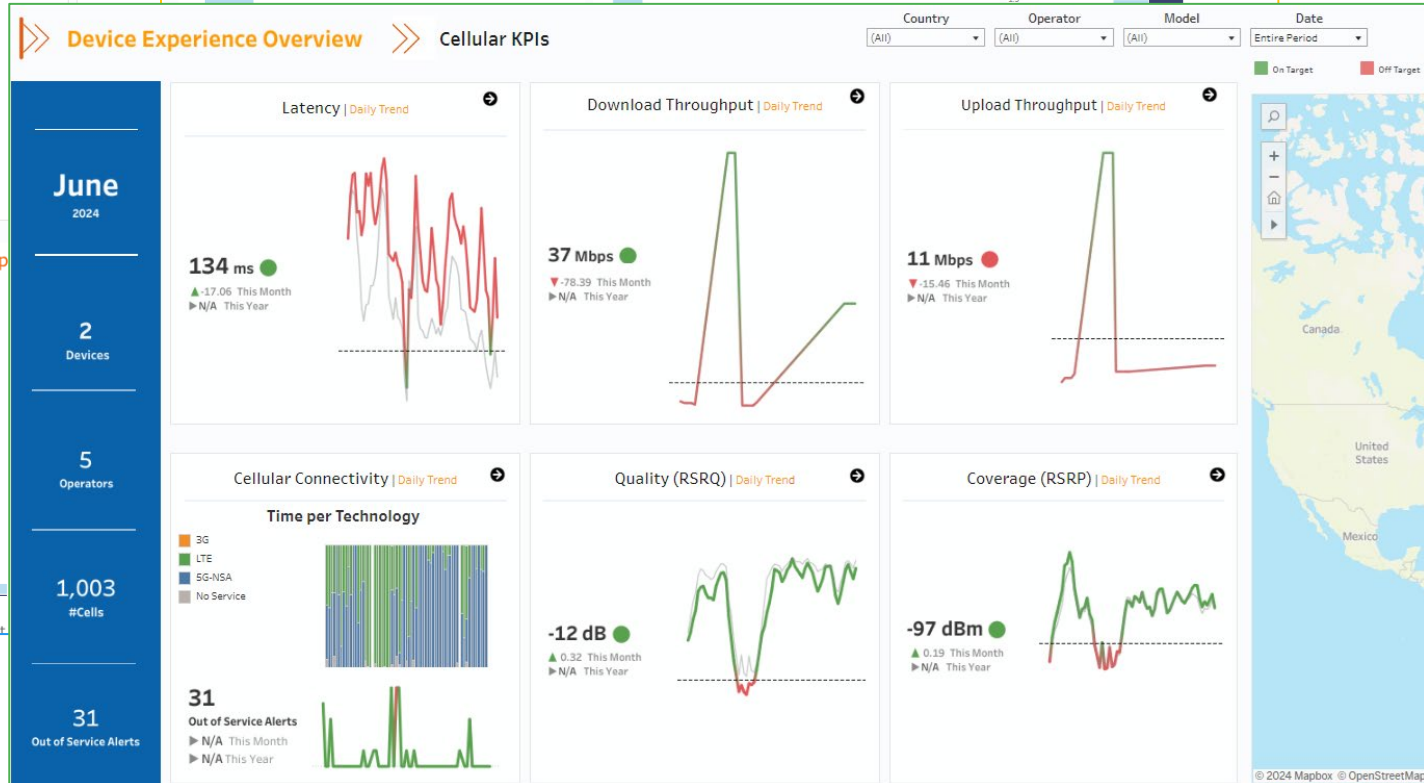 Device Experience Overview
Cellular KPIs
Country
Operator
Model
Date
(All)
(All)
(All)
Entire Period
On Target
Off Target
June
2024
2
Devices
5
Operators
1,003
#Cells
31
Out of Service Alerts
Latency | Daily Trend
134 ms
▲-17.06 This Month
▶N/A This Year
Download Throughput | Daily Trend
37 Mbps
▼-78.39 This Month
▶N/A This Year
Upload Throughput | Daily Trend
11 Mbps
▼-15.46 This Month
▶N/A This Year
Cellular Connectivity | Daily Trend
Time per Technology
3G
LTE
5G-NSA
No Service
31
Out of Service Alerts
▶ N/A This Month
▶ N/A This Year
Quality (RSRQ) | Daily Trend
-12 dB
▲ 0.32 This Month
▶N/A This Year
Coverage (RSRP) | Daily Trend
-97 dBm
▲ 0.19 This Month
▶N/A This Year
Canada
United
States
Mexico
© 2024 Mapbox © OpenStreetMap